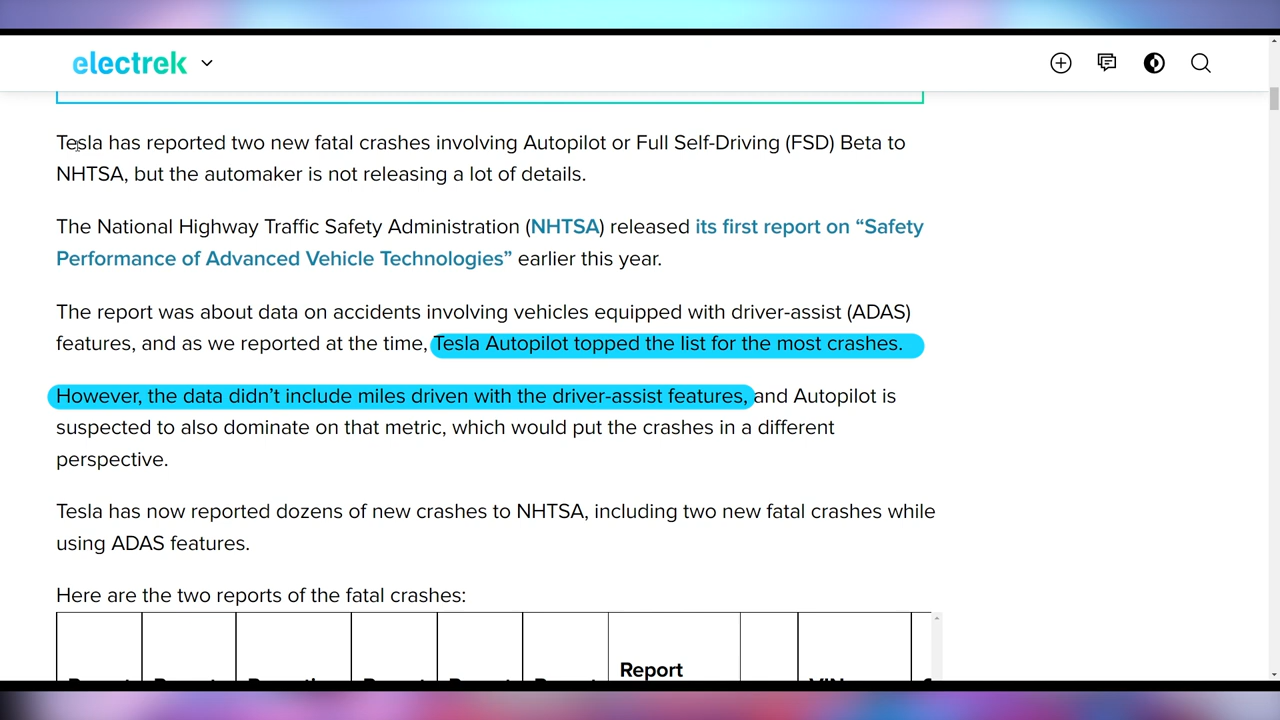 electrek
Tesla has reported two new fatal crashes involving Autopilot or Full Self-Driving (FSD) Beta to
NHTSA, but the automaker is not releasing a lot of details.
The National Highway Traffic Safety Administration (NHTSA) released its first report on “Safety
Performance of Advanced Vehicle Technologies” earlier this year.
The report was about data on accidents involving vehicles equipped with driver-assist (ADAS)
features, and as we reported at the time, Tesla Autopilot topped the list for the most crashes.
However, the data didn’t include miles driven with the driver-assist features, and Autopilot is
suspected to also dominate on that metric, which would put the crashes in a different
perspective.
Tesla has now reported dozens of new crashes to NHTSA, including two new fatal crashes while
using ADAS features.
Here are the two reports of the fatal crashes:
Report